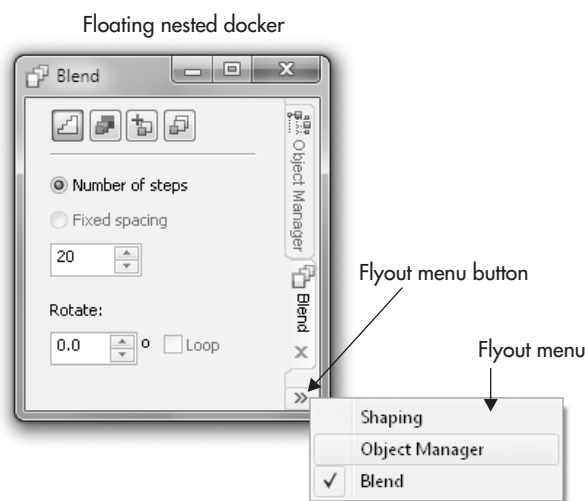 Floating nested docker
Blend
Object Manager
Number of steps
Fixed spacing
20
Blend
Rotate:
0.0 ° Loop
Flyout menu button
Flyout menu
Shaping
Object Manager
Blend